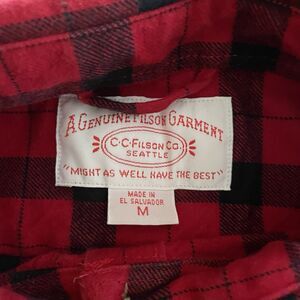 A Genuine Filson Garment
C·C·Filson Co.
SEATTLE
"MIGHT AS WELL HAVE THE BEST"
MADE IN
EL SALVADOR
M